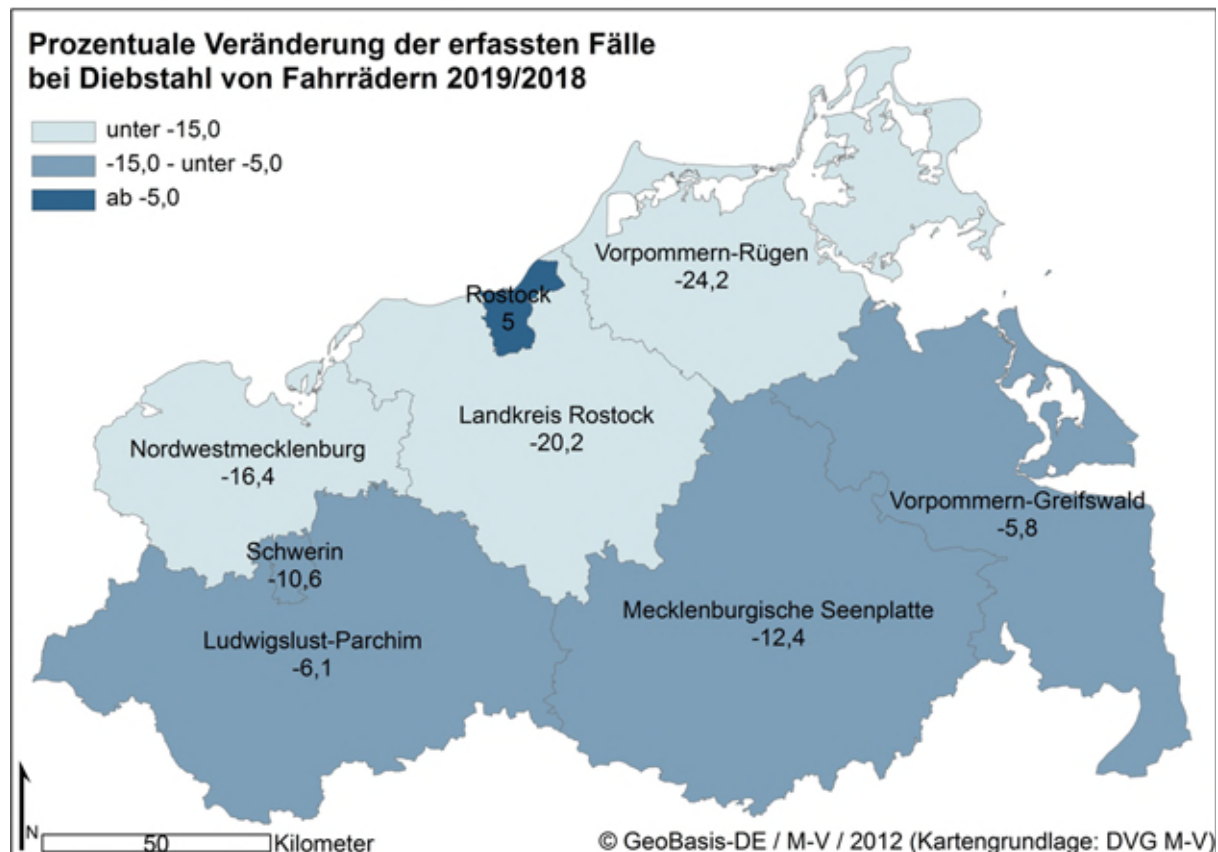 Prozentuale Veränderung der erfassten Fälle
bei Diebstahl von Fahrrädern 2019/2018
unter -15,0
-15,0 - unter -5,0
ab -5,0
Vorpommern-Rügen
-24,2
Rostock
5
Landkreis Rostock
-20,2
Nordwestmecklenburg
-16,4
Vorpommern-Greifswald
-5,8
Schwerin
-10,6
Mecklenburgische Seenplatte
-12,4
Ludwigslust-Parchim
-6,1
N
50 Kilometer
© GeoBasis-DE / M-V / 2012 (Kartengrundlage: DVG M-V)